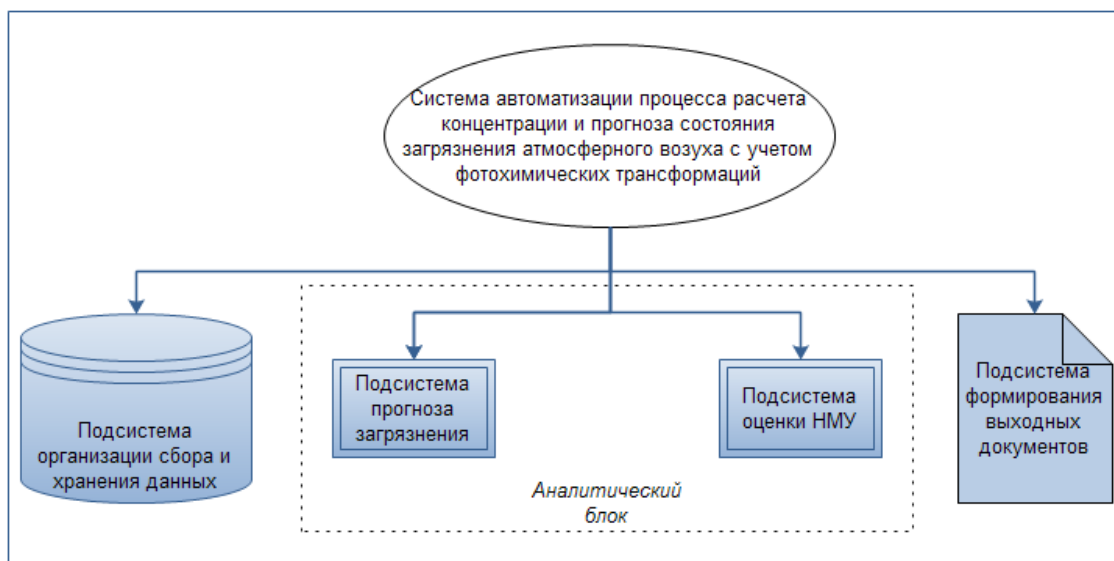 Система автоматизации процесса расчета
концентрации и прогноза состояния
загрязнения атмосферного возуха с учетом
фотохимических трансформаций
Подсистема
организации сбора и
хранения данных
Подсистема
прогноза
загрязнения
Подсистема
оценки НМУ
Аналитический
блок
Подсистема
формирования
выходных
документов